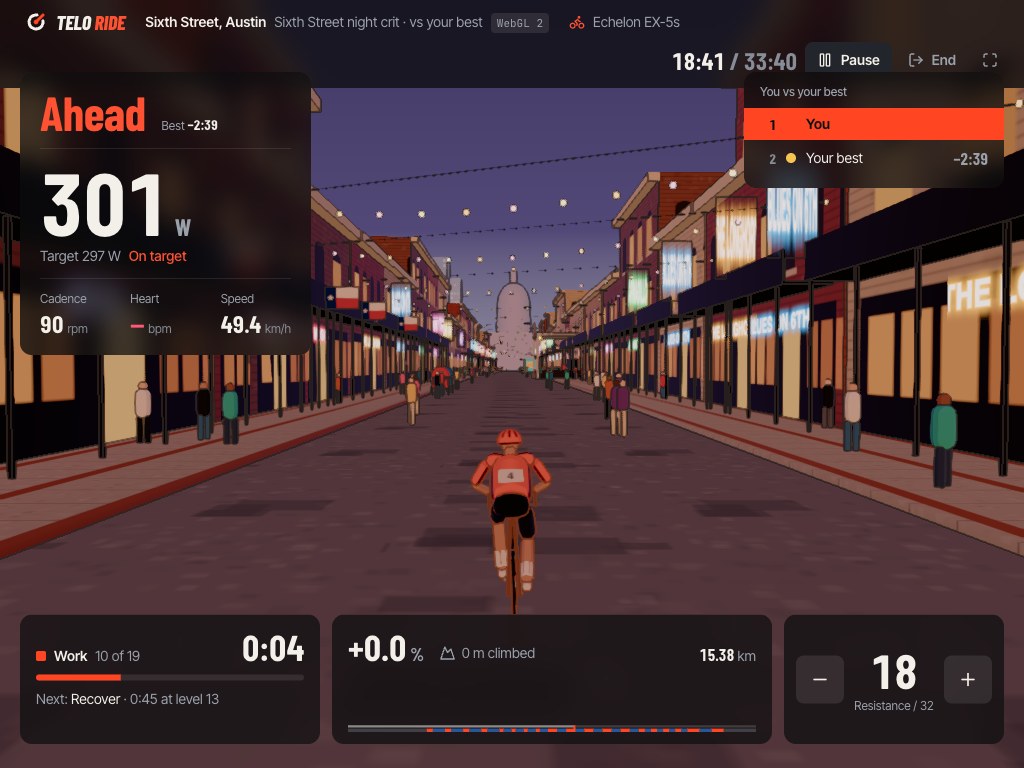 TELO RIDE Sixth Street, Austin Sixth Street night crit · vs your best WebGL 2 Echelon EX-5s
18:41 / 33:40 Pause End
Ahead Best −2:39
301 W
Target 297 W On target
Cadence Heart Speed
90 rpm — bpm 49.4 km/h
You vs your best
1 You
2 Your best −2:39
THE
4
Work 10 of 19 0:04
Next: Recover · 0:45 at level 13
+0.0 % 0 m climbed 15.38 km
− 18 +
Resistance / 32